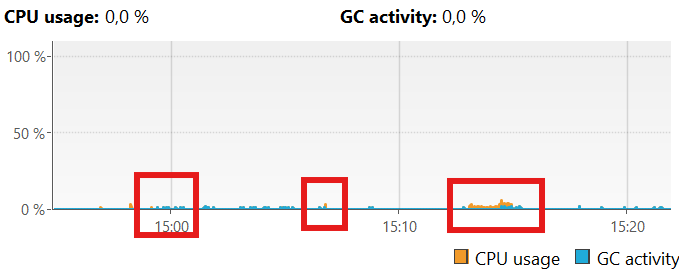 CPU usage: 0,0 % GC activity: 0,0 %
100 %
50 %
0 %
15:00 15:10 15:20
CPU usage GC activity